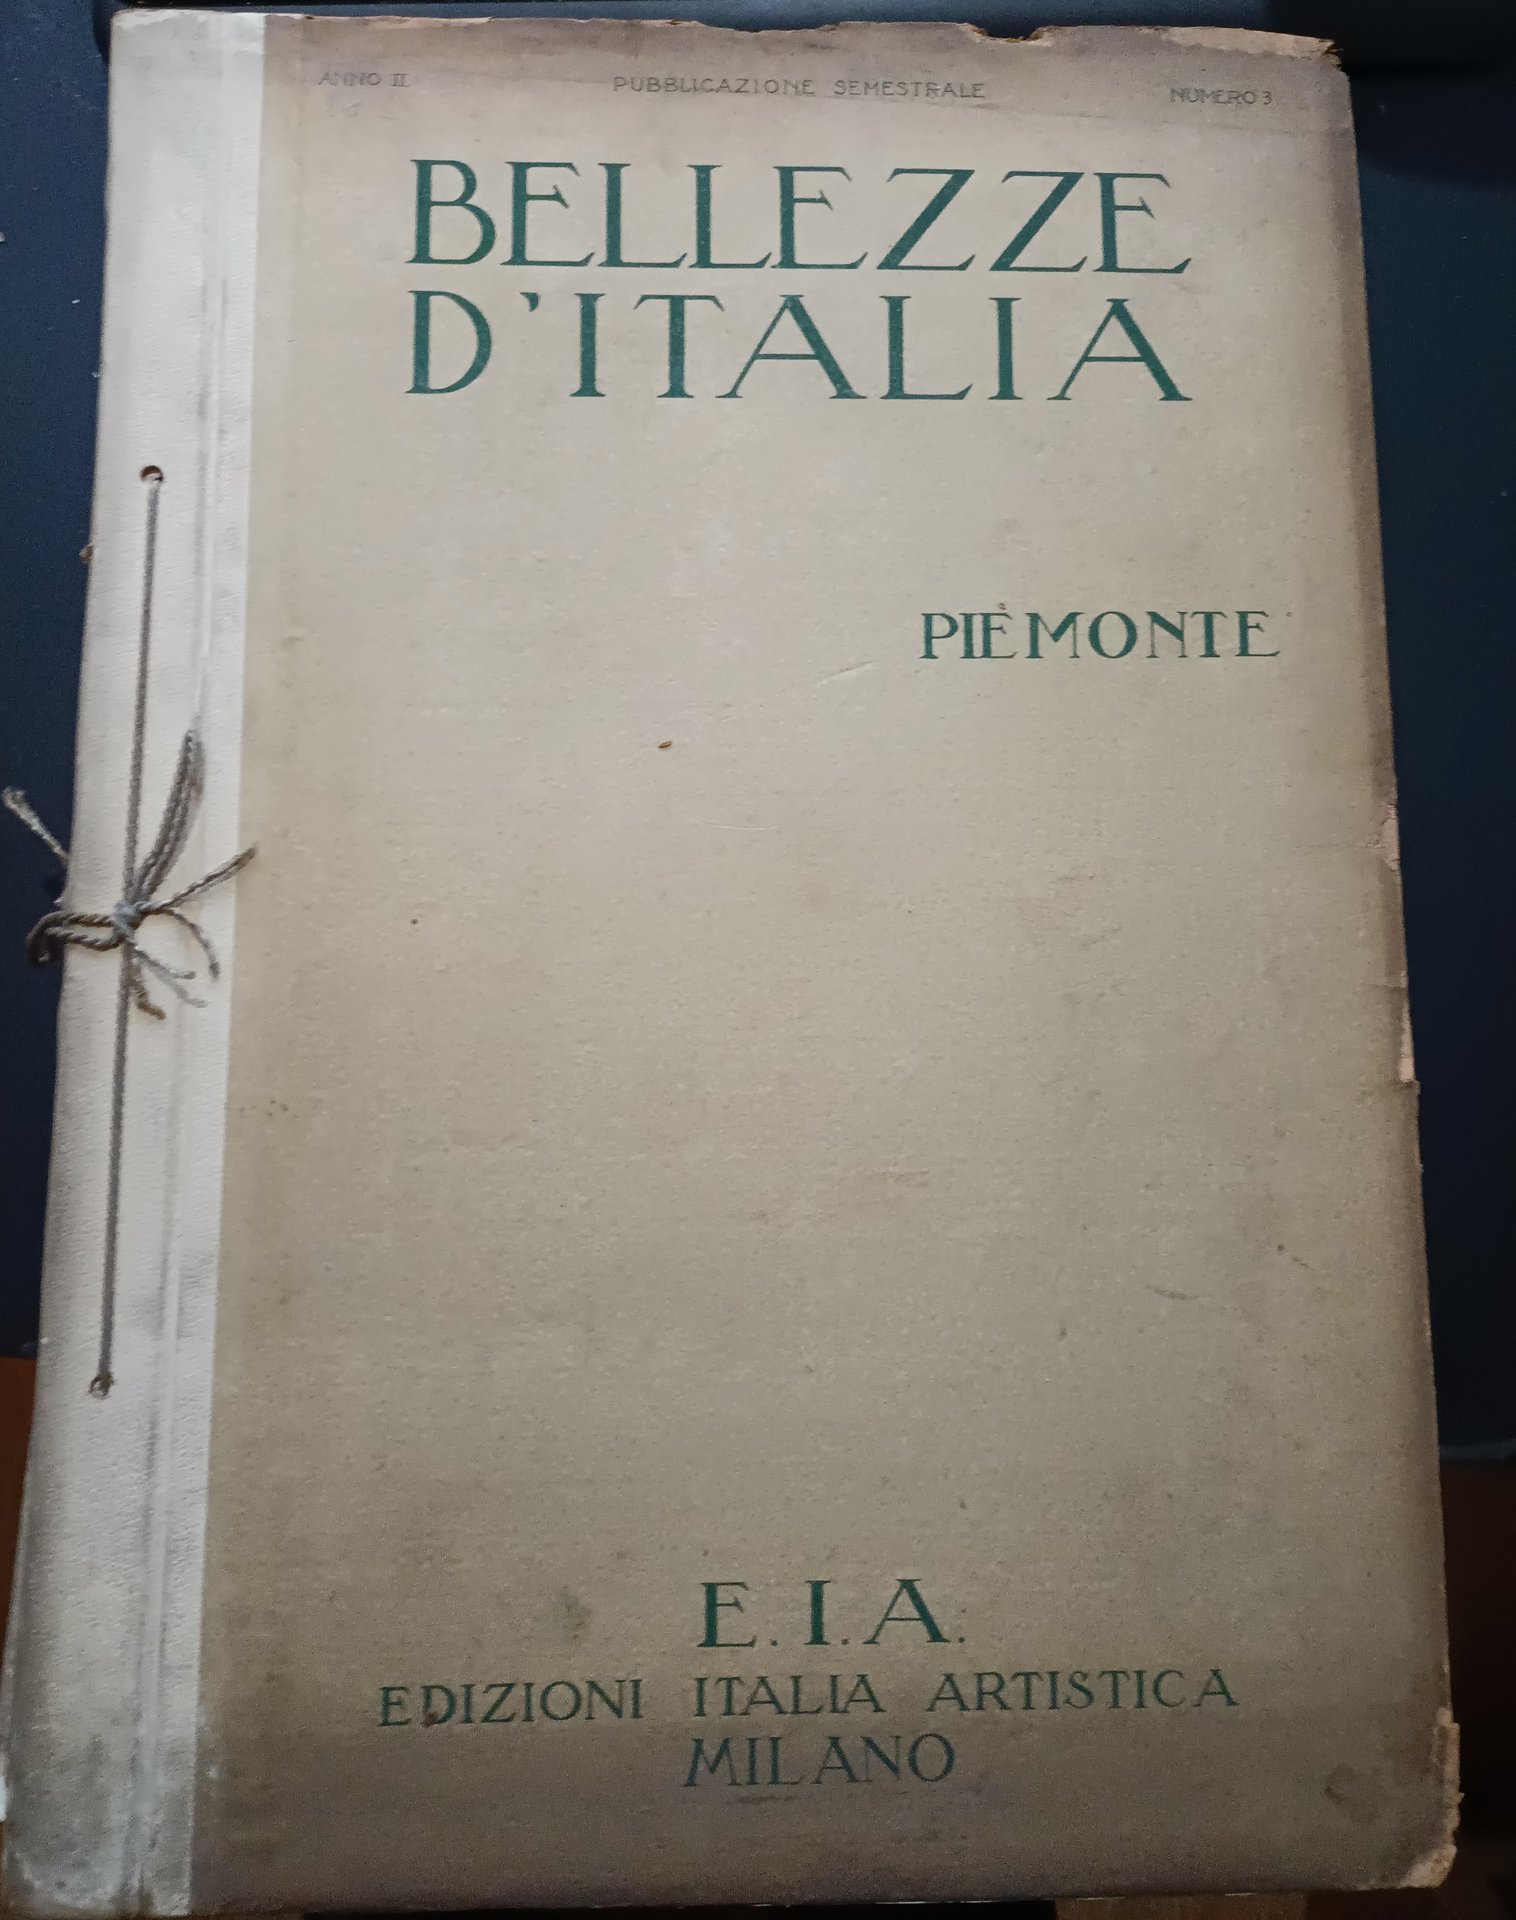 ANNO II PUBBLICAZIONE SEMESTRALE NUMERO 3
BELLEZZE
D'ITALIA
PIEMONTE
E.I.A.
EDIZIONI ITALIA ARTISTICA
MILANO